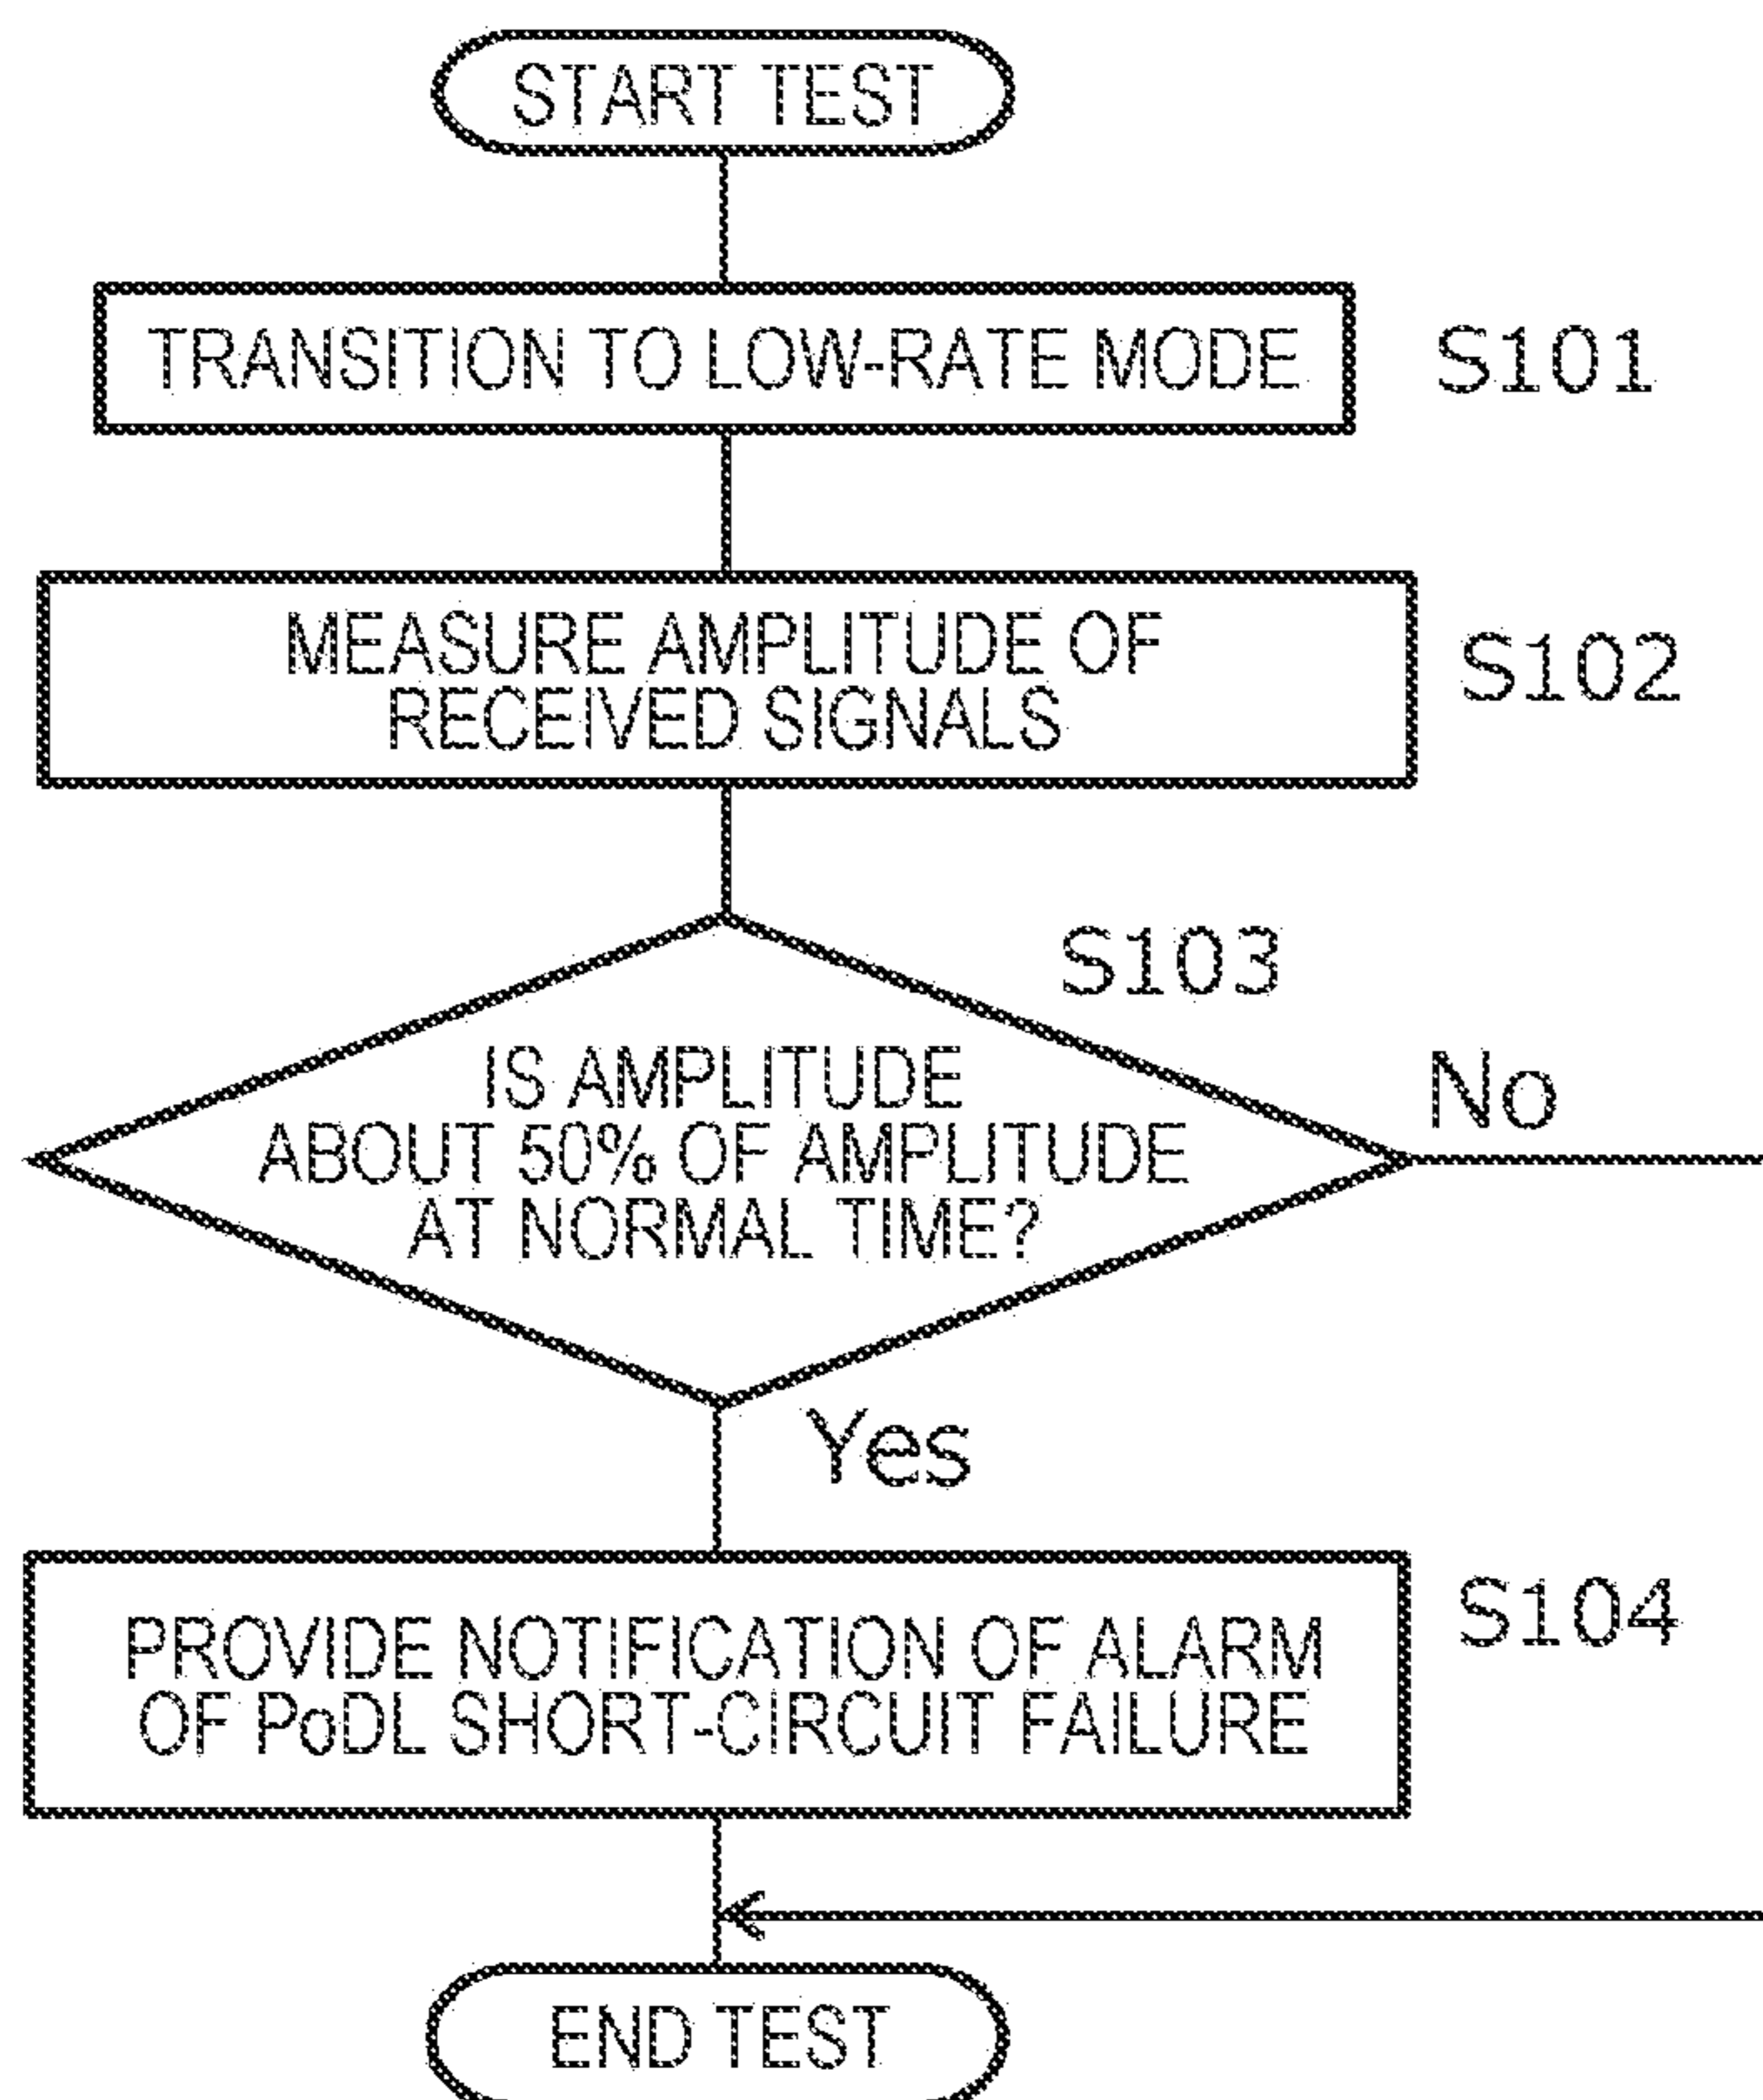 START TEST
TRANSITION TO LOW-RATE MODE
S101
MEASURE AMPLITUDE OF
RECEIVED SIGNALS
S102
S103
IS AMPLITUDE
ABOUT 50% OF AMPLITUDE
AT NORMAL TIME?
No
Yes
PROVIDE NOTIFICATION OF ALARM
OF PoDL SHORT-CIRCUIT FAILURE
S104
END TEST